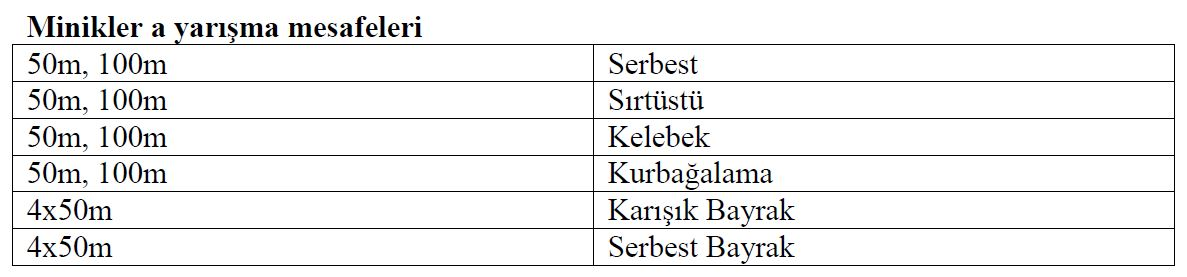 Minikler a yarışma mesafeleri
50m, 100m Serbest
50m, 100m Sırtüstü
50m, 100m Kelebek
50m, 100m Kurbağalama
4x50m Karışık Bayrak
4x50m Serbest Bayrak